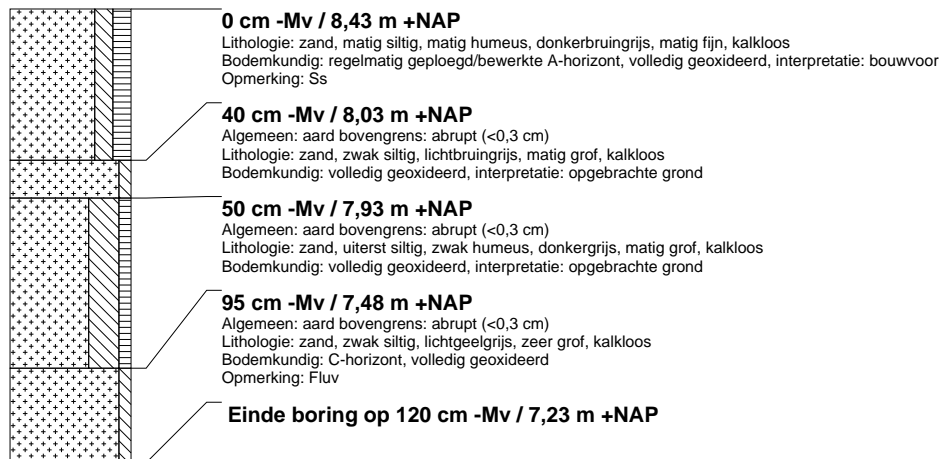 0 cm -Mv / 8,43 m +NAP
Lithologie: zand, matig siltig, matig humeus, donkerbruingrijs, matig fijn, kalkloos
Bodemkundig: regelmatig geploegd/bewerkte A-horizont, volledig geoxideerd, interpretatie: bouwvoor
Opmerking: Ss
40 cm -Mv / 8,03 m +NAP
Algemeen: aard bovengrens: abrupt (<0,3 cm)
Lithologie: zand, zwak siltig, lichtbruingrijs, matig grof, kalkloos
Bodemkundig: volledig geoxideerd, interpretatie: opgebrachte grond
50 cm -Mv / 7,93 m +NAP
Algemeen: aard bovengrens: abrupt (<0,3 cm)
Lithologie: zand, uiterst siltig, zwak humeus, donkergrijs, matig grof, kalkloos
Bodemkundig: volledig geoxideerd, interpretatie: opgebrachte grond
95 cm -Mv / 7,48 m +NAP
Algemeen: aard bovengrens: abrupt (<0,3 cm)
Lithologie: zand, zwak siltig, lichtgeelgrijs, zeer grof, kalkloos
Bodemkundig: C-horizont, volledig geoxideerd
Opmerking: Fluv
Einde boring op 120 cm -Mv / 7,23 m +NAP